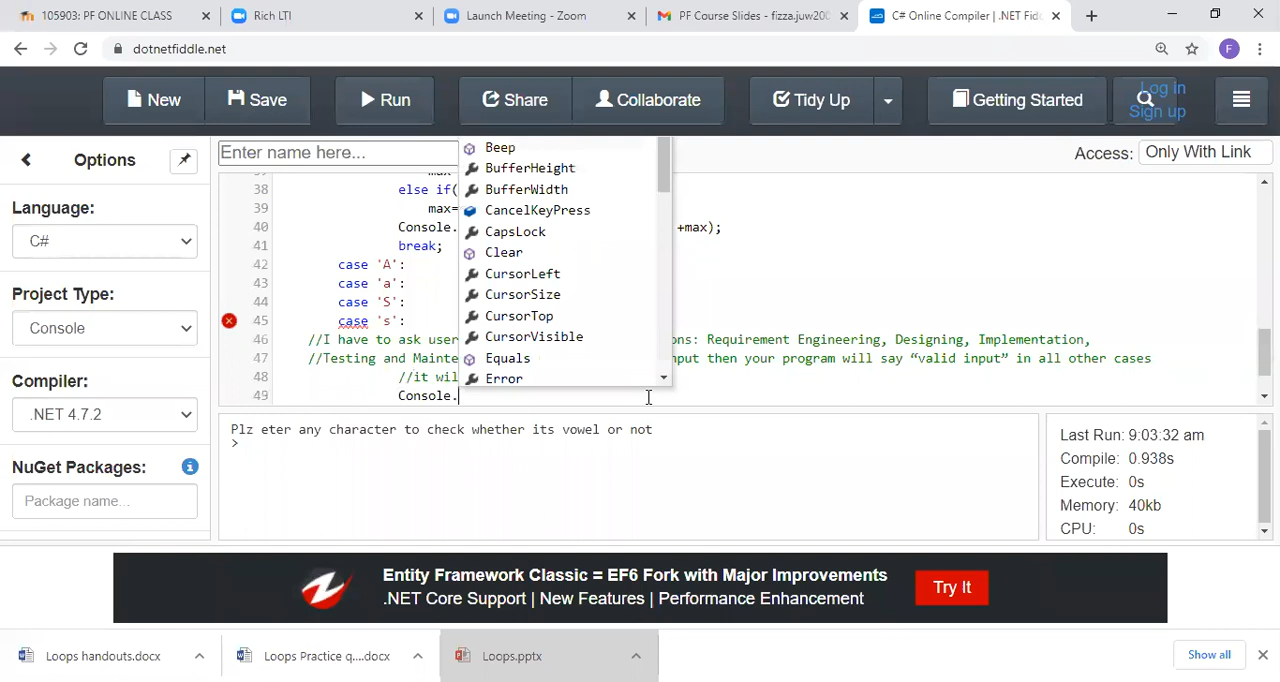 105903: PF ONLINE CLASS
Rich LTI
Launch Meeting - Zoom
PF Course Slides - fizza.juw200
C# Online Compiler | .NET Fidd
dotnetfiddle.net
F
New
Save
Run
Share
Collaborate
Tidy Up
Getting Started
Log in
Sign up
Options
Enter name here...
Access: Only With Link
Language:
C#
Project Type:
Console
Compiler:
.NET 4.7.2
NuGet Packages:
Package name...
38 else if(
39 max=
40 Console. +max);
41 break;
42 case 'A':
43 case 'a':
44 case 'S':
45 case 's':
46 //I have to ask user ons: Requirement Engineering, Designing, Implementation,
47 //Testing and Mainte nput then your program will say “valid input” in all other cases
48 //it wil
49 Console.
Beep
BufferHeight
BufferWidth
CancelKeyPress
CapsLock
Clear
CursorLeft
CursorSize
CursorTop
CursorVisible
Equals
Error
Plz eter any character to check whether its vowel or not
>
Last Run: 9:03:32 am
Compile: 0.938s
Execute: 0s
Memory: 40kb
CPU: 0s
Entity Framework Classic = EF6 Fork with Major Improvements
.NET Core Support | New Features | Performance Enhancement
Try It
Loops handouts.docx
Loops Practice q....docx
Loops.pptx
Show all